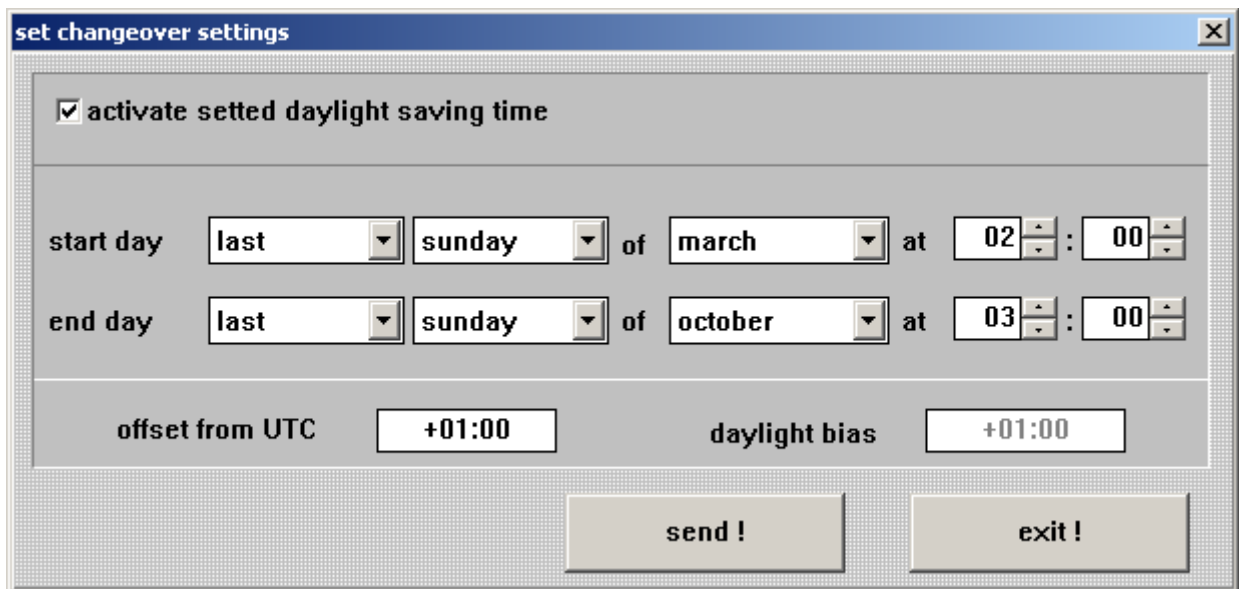 set changeover settings
activate setted daylight saving time
start day last sunday of march at 02 : 00
end day last sunday of october at 03 : 00
offset from UTC +01:00 daylight bias +01:00
send ! exit !